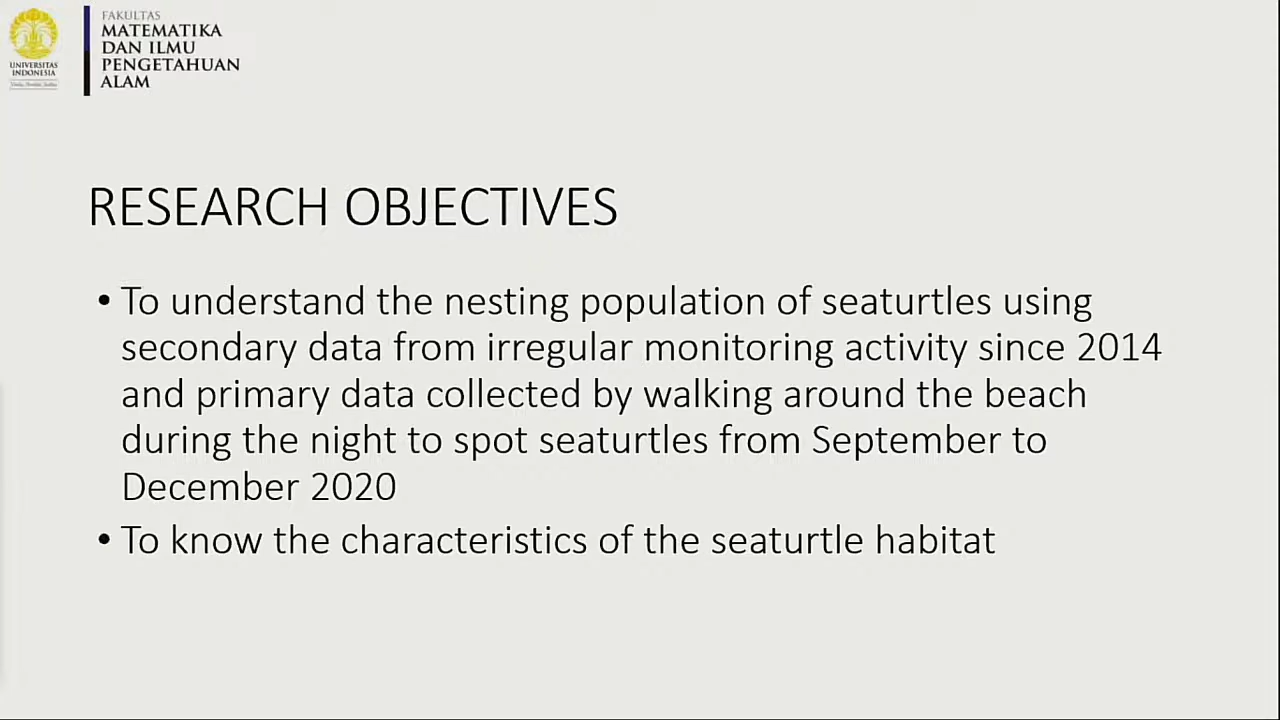 FAKULTAS
MATEMATIKA
DAN ILMU
PENGETAHUAN
ALAM
UNIVERSITAS
INDONESIA
RESEARCH OBJECTIVES
• To understand the nesting population of seaturtles using
secondary data from irregular monitoring activity since 2014
and primary data collected by walking around the beach
during the night to spot seaturtles from September to
December 2020
• To know the characteristics of the seaturtle habitat